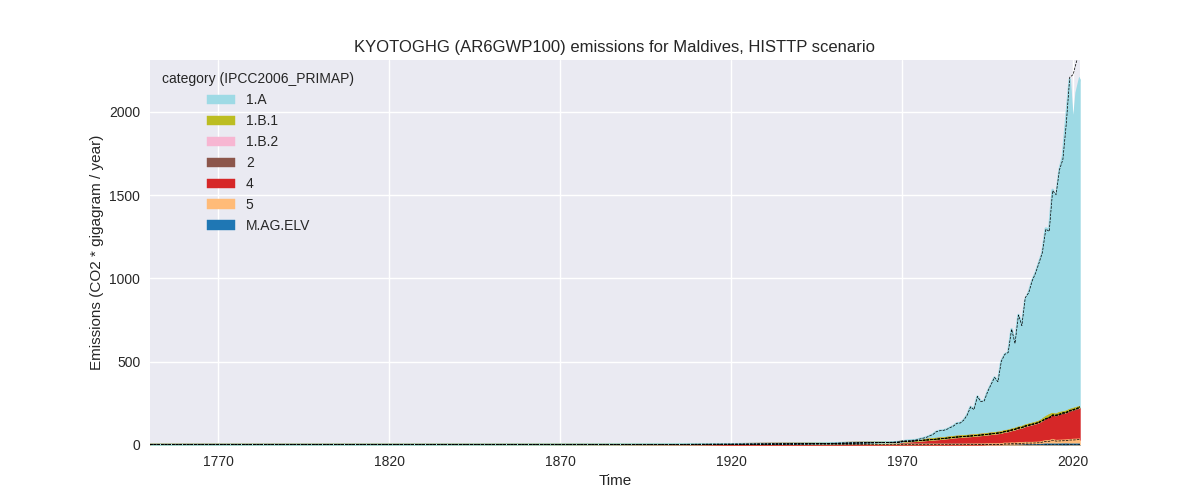 KYOTOGHG (AR6GWP100) emissions for Maldives, HISTTP scenario
category (IPCC2006_PRIMAP)
1.A
1.B.1
1.B.2
2
4
5
M.AG.ELV
Emissions (CO2 * gigagram / year)
2000
1500
1000
500
0
1770
1820
1870
1920
1970
2020
Time